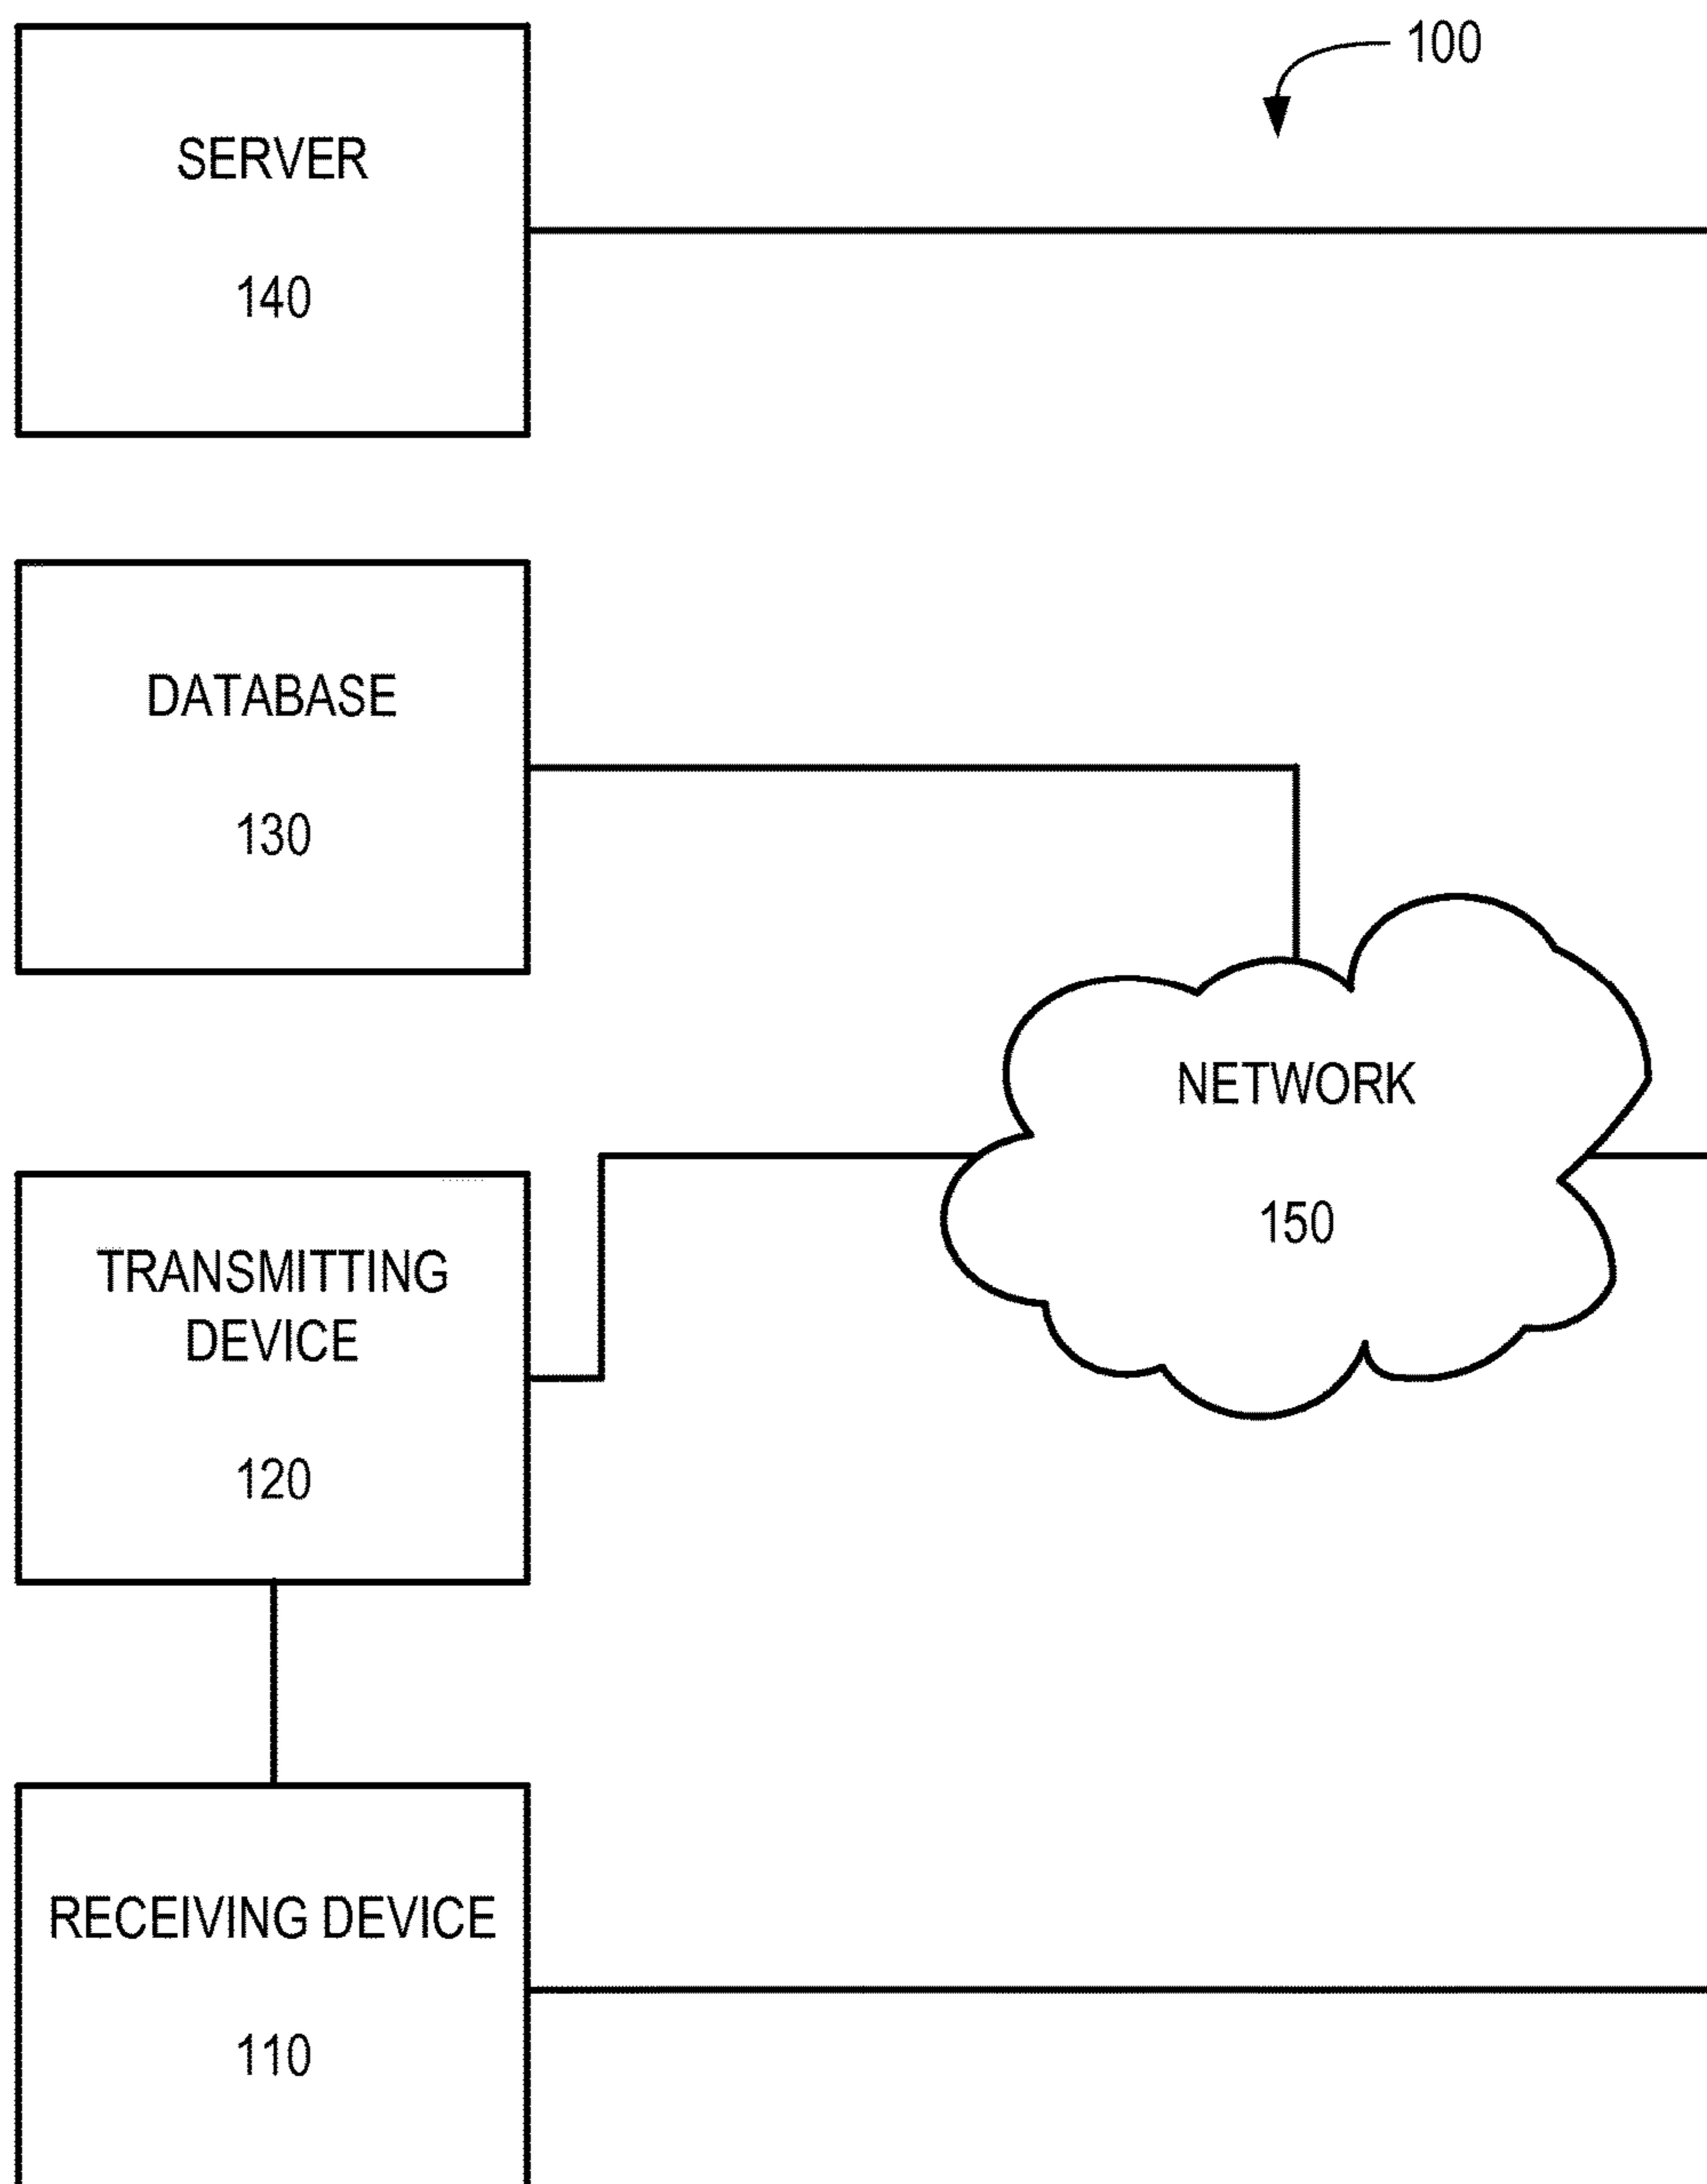 100
SERVER
140
DATABASE
130
NETWORK
150
TRANSMITTING
DEVICE
120
RECEIVING DEVICE
110